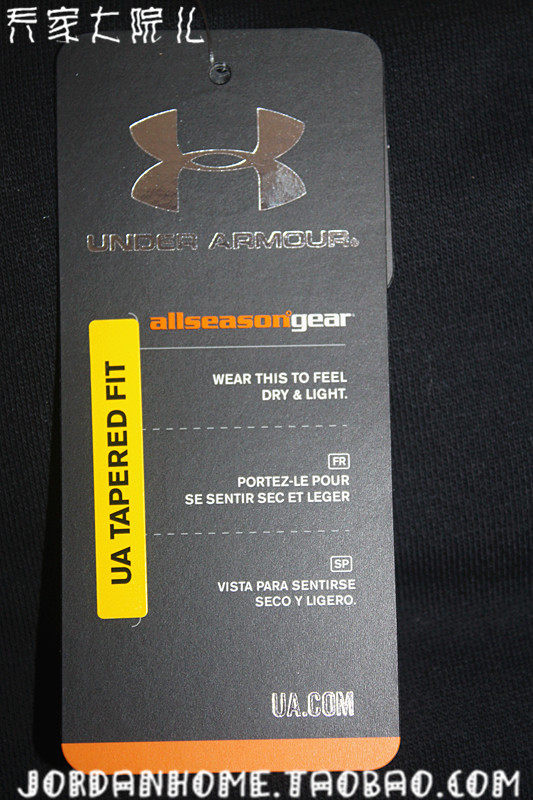 乔家大院儿
UNDER ARMOUR®
allseasongear
UA TAPERED FIT
WEAR THIS TO FEEL
DRY & LIGHT.
FR
PORTEZ-LE POUR
SE SENTIR SEC ET LEGER
SP
VISTA PARA SENTIRSE
SECO Y LIGERO.
UA.COM
JORDANHOME.TAOBAO.COM